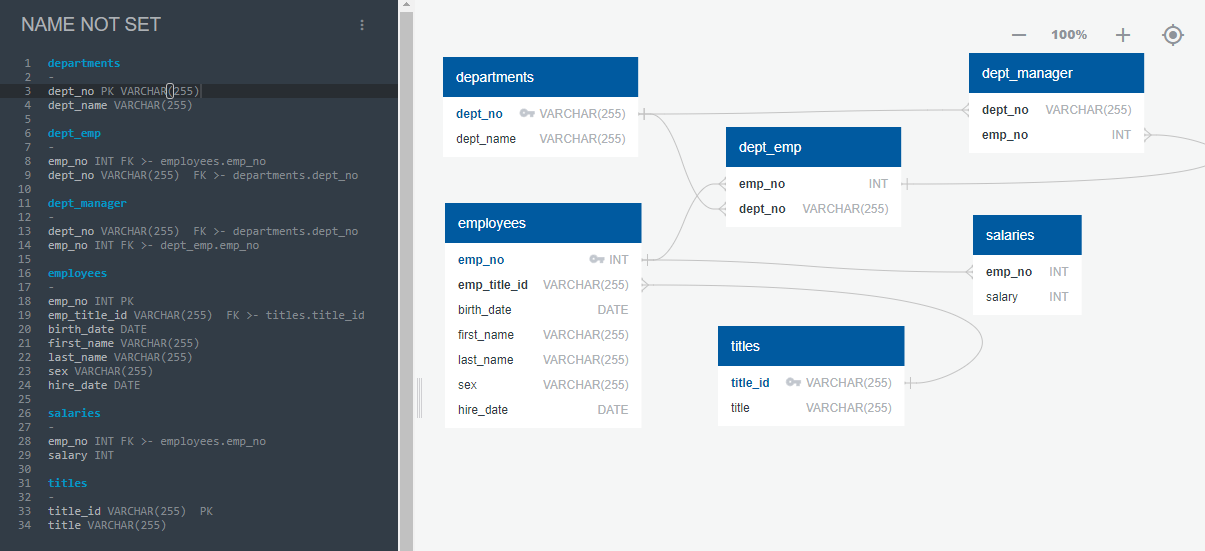 NAME NOT SET
1 departments
2 -
3 dept_no PK VARCHAR(255)
4 dept_name VARCHAR(255)
5
6 dept_emp
7 -
8 emp_no INT FK >- employees.emp_no
9 dept_no VARCHAR(255)  FK >- departments.dept_no
10
11 dept_manager
12 -
13 dept_no VARCHAR(255)  FK >- departments.dept_no
14 emp_no INT FK >- dept_emp.emp_no
15
16 employees
17 -
18 emp_no INT PK
19 emp_title_id VARCHAR(255)  FK >- titles.title_id
20 birth_date DATE
21 first_name VARCHAR(255)
22 last_name VARCHAR(255)
23 sex VARCHAR(255)
24 hire_date DATE
25
26 salaries
27 -
28 emp_no INT FK >- employees.emp_no
29 salary INT
30
31 titles
32 -
33 title_id VARCHAR(255)  PK
34 title VARCHAR(255)
100%
departments
dept_no VARCHAR(255)
dept_name VARCHAR(255)
dept_manager
dept_no VARCHAR(255)
emp_no INT
dept_emp
emp_no INT
dept_no VARCHAR(255)
employees
emp_no INT
emp_title_id VARCHAR(255)
birth_date DATE
first_name VARCHAR(255)
last_name VARCHAR(255)
sex VARCHAR(255)
hire_date DATE
salaries
emp_no INT
salary INT
titles
title_id VARCHAR(255)
title VARCHAR(255)